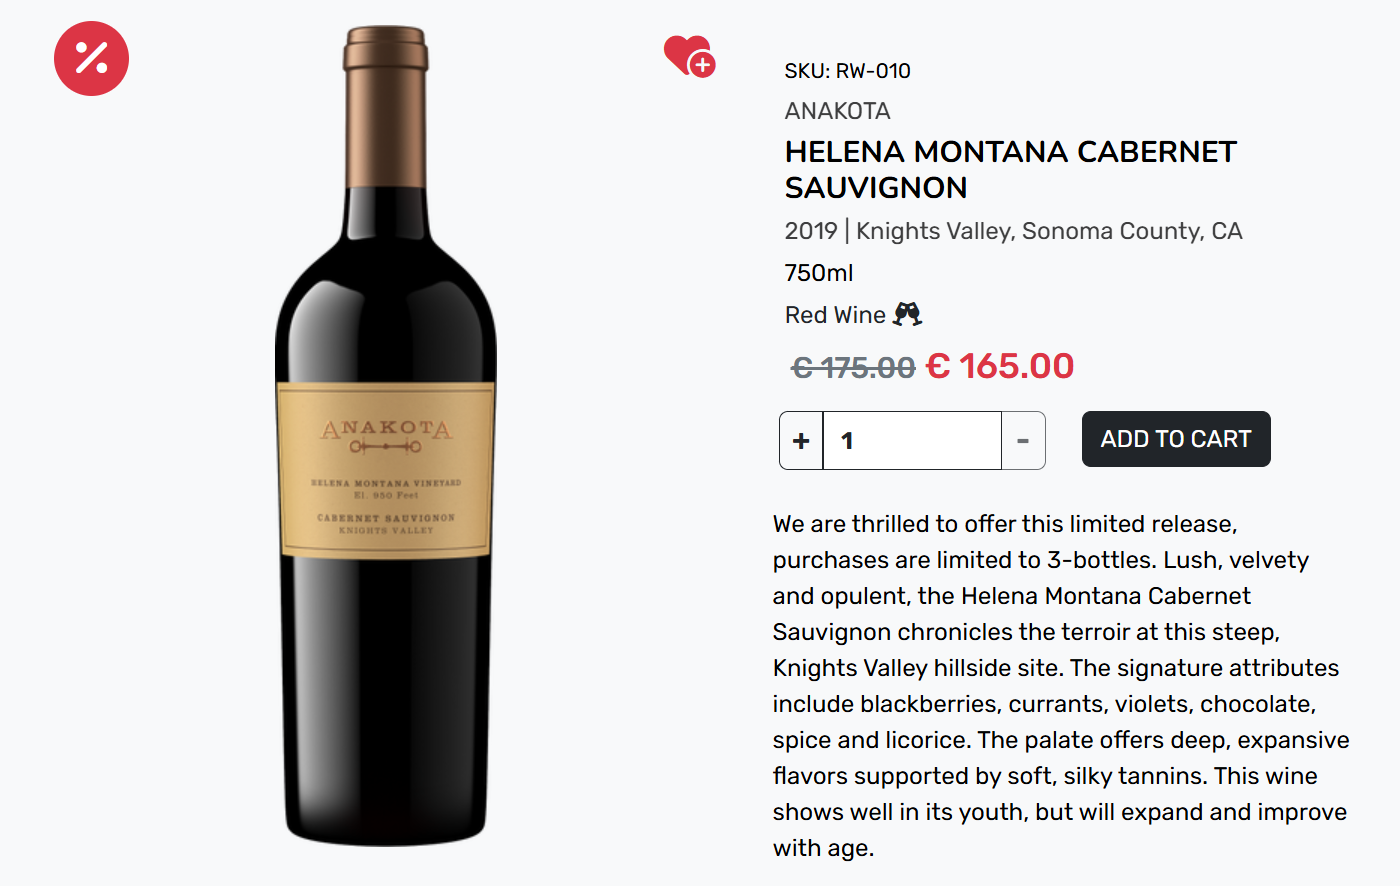 SKU: RW-010
ANAKOTA
HELENA MONTANA CABERNET
SAUVIGNON
2019 | Knights Valley, Sonoma County, CA
750ml
Red Wine
€ 175.00 € 165.00
+ 1 -
ADD TO CART
We are thrilled to offer this limited release,
purchases are limited to 3-bottles. Lush, velvety
and opulent, the Helena Montana Cabernet
Sauvignon chronicles the terroir at this steep,
Knights Valley hillside site. The signature attributes
include blackberries, currants, violets, chocolate,
spice and licorice. The palate offers deep, expansive
flavors supported by soft, silky tannins. This wine
shows well in its youth, but will expand and improve
with age.
%
ANAKOTA
HELENA MONTANA VINEYARD
El. 950 Feet
CABERNET SAUVIGNON
KNIGHTS VALLEY